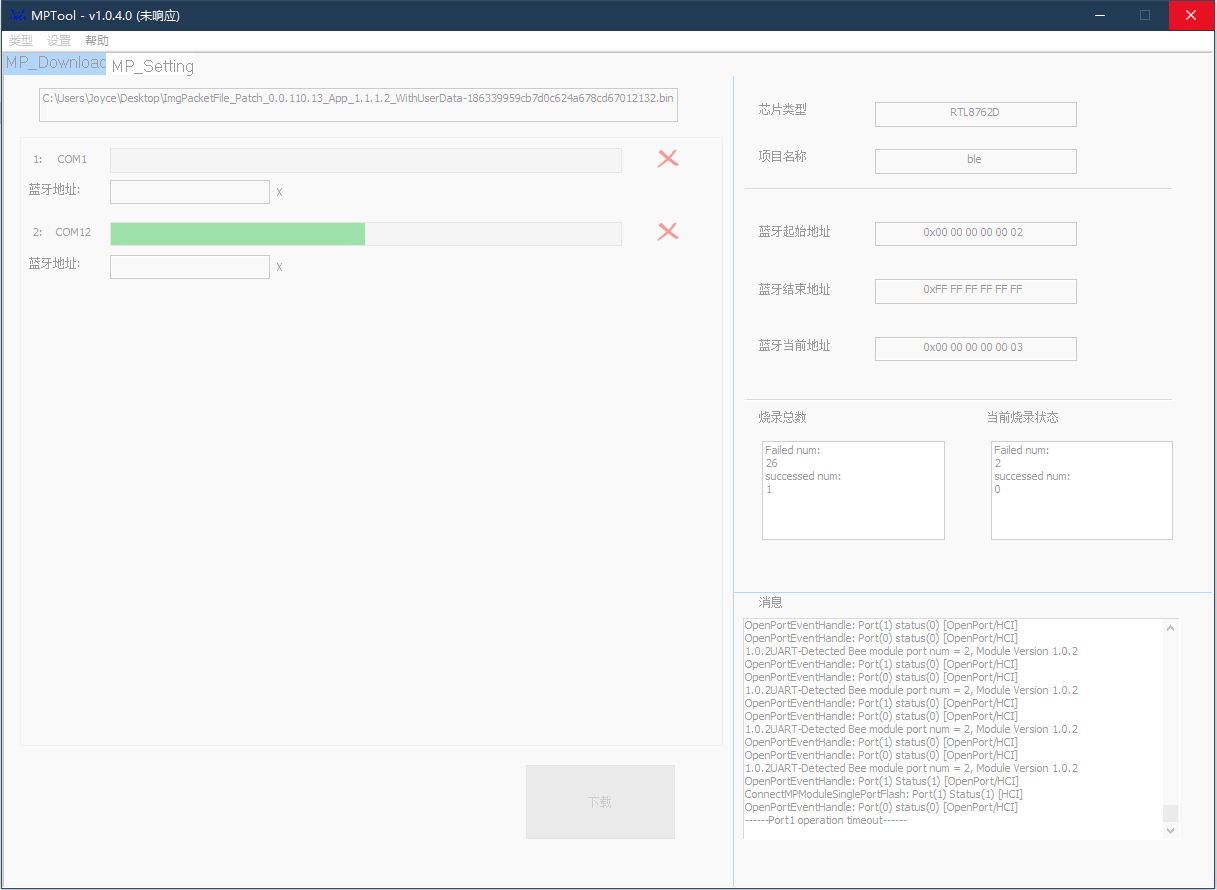 MPTool - v1.0.4.0 (未响应)
类型 设置 帮助
MP_Download MP_Setting
C:\Users\Joyce\Desktop\ImgPacketFile_Patch_0.0.110.13_App_1.1.1.2_WithUserData-186339959cb7d0c624a678cd67012132.bin
1: COM1
蓝牙地址: X
2: COM12
蓝牙地址: X
下载
芯片类型 RTL8762D
项目名称 ble
蓝牙起始地址 0x00 00 00 00 00 02
蓝牙结束地址 0xFF FF FF FF FF FF
蓝牙当前地址 0x00 00 00 00 00 03
烧录总数 当前烧录状态
Failed num:
26
successed num:
1
Failed num:
2
successed num:
0
消息
OpenPortEventHandle: Port(1) status(0) [OpenPort/HCI]
OpenPortEventHandle: Port(0) status(0) [OpenPort/HCI]
1.0.2UART-Detected Bee module port num = 2, Module Version 1.0.2
OpenPortEventHandle: Port(1) status(0) [OpenPort/HCI]
OpenPortEventHandle: Port(0) status(0) [OpenPort/HCI]
1.0.2UART-Detected Bee module port num = 2, Module Version 1.0.2
OpenPortEventHandle: Port(1) status(0) [OpenPort/HCI]
OpenPortEventHandle: Port(0) status(0) [OpenPort/HCI]
1.0.2UART-Detected Bee module port num = 2, Module Version 1.0.2
OpenPortEventHandle: Port(1) status(0) [OpenPort/HCI]
OpenPortEventHandle: Port(0) status(0) [OpenPort/HCI]
1.0.2UART-Detected Bee module port num = 2, Module Version 1.0.2
OpenPortEventHandle: Port(1) Status(1) [OpenPort/HCI]
ConnectMPModuleSinglePortFlash: Port(1) Status(1) [HCI]
OpenPortEventHandle: Port(0) status(0) [OpenPort/HCI]
------Port1 operation timeout------